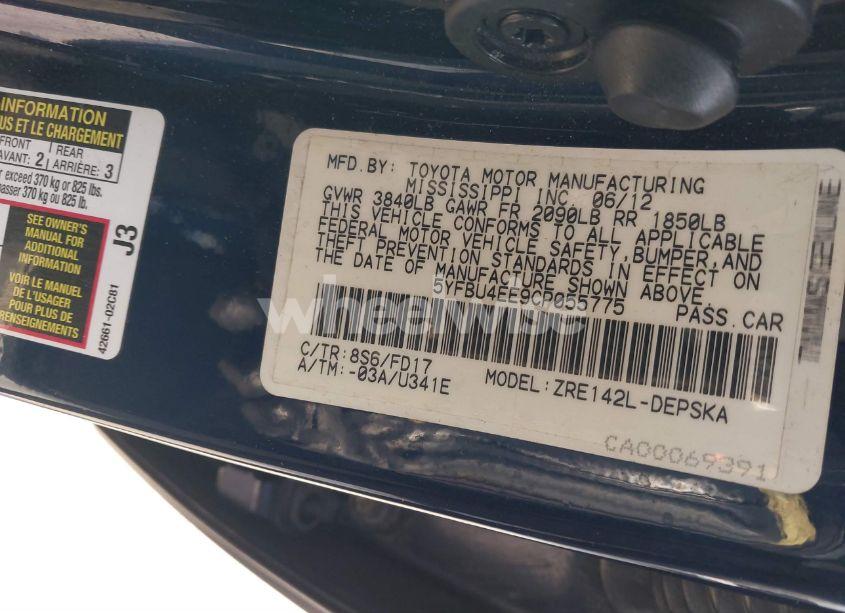 INFORMATION
US ET LE CHARGEMENT
FRONT
AVANT: 2
REAR
ARRIÈRE: 3
r exceed 370 kg or 825 lbs.
passer 370 kg ou 825 lb.
SEE OWNER'S
MANUAL FOR
ADDITIONAL
INFORMATION
VOIR LE MANUEL
DE L'USAGER
POUR PLUS DE
RENSEIGNEMENTS
J3
42661-02C81
MFD.BY: TOYOTA MOTOR MANUFACTURING
MISSISSIPPI INC. 06/12
GVWR 3840LB GAWR FR 2090LB RR 1850LB
THIS VEHICLE CONFORMS TO ALL APPLICABLE
FEDERAL MOTOR VEHICLE SAFETY,BUMPER,AND
THEFT PREVENTION STANDARDS IN EFFECT ON
THE DATE OF MANUFACTURE SHOWN ABOVE.
5YFBU4EE9CP055775 PASS.CAR
C/TR:8S6/FD17
A/TM:-03A/U341E MODEL:ZRE142L-DEPSKA
CA00069391
wheelwise